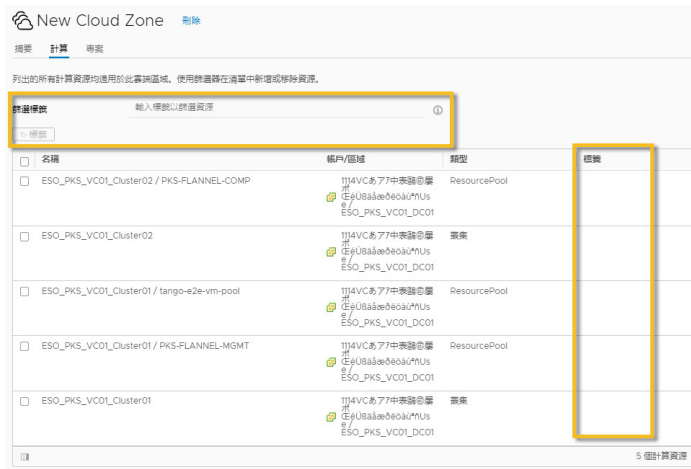 New Cloud Zone 刪除
摘要 計算 專案
列出的所有計算資源均適用於此雲端區域。使用篩選器在清單中新增或移除資源。
篩選標籤 輸入標籤以篩選資源
標籤
名稱 帳戶/區域 類型 標籤
ESO_PKS_VC01_Cluster02 / PKS-FLANNEL-COMP ResourcePool
ESO_PKS_VC01_DC01
ESO_PKS_VC01_Cluster02 叢集
ESO_PKS_VC01_DC01
ESO_PKS_VC01_Cluster01 / tango-e2e-vm-pool ResourcePool
ESO_PKS_VC01_DC01
ESO_PKS_VC01_Cluster01 / PKS-FLANNEL-MGMT ResourcePool
ESO_PKS_VC01_DC01
ESO_PKS_VC01_Cluster01 叢集
ESO_PKS_VC01_DC01
5 個計算資源